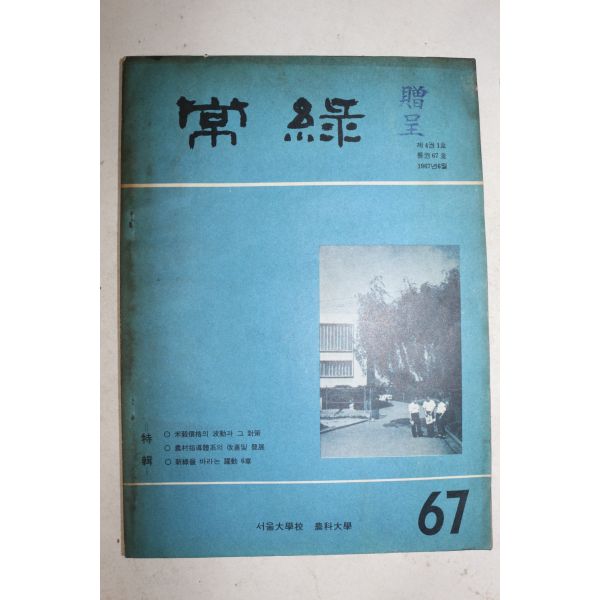 常綠
贈呈
제4권1호
통권67호
1967년6월
特輯
○ 米穀價格의 波動과 그 對策
○ 農村指導體系의 改善및 發展
○ 新綠을 바라는 躍動 6章
서울大學校 農科大學
67